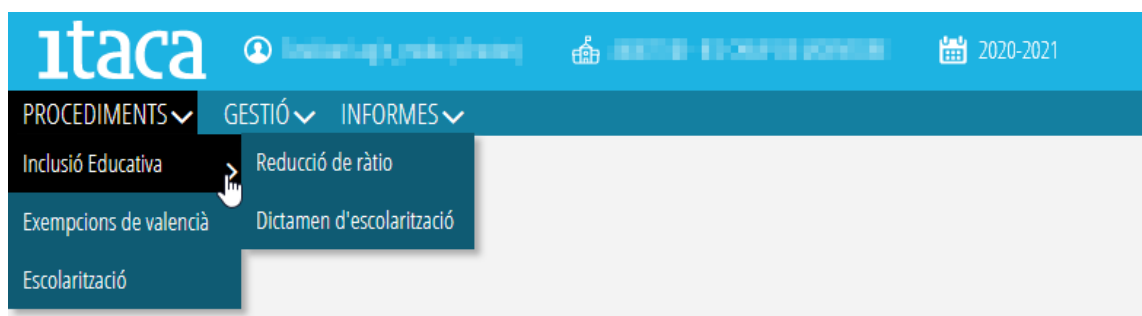 ıtaca 2020-2021
PROCEDIMENTS GESTIÓ INFORMES
Inclusió Educativa Reducció de ràtio
Exempcions de valencià Dictamen d'escolarització
Escolarització